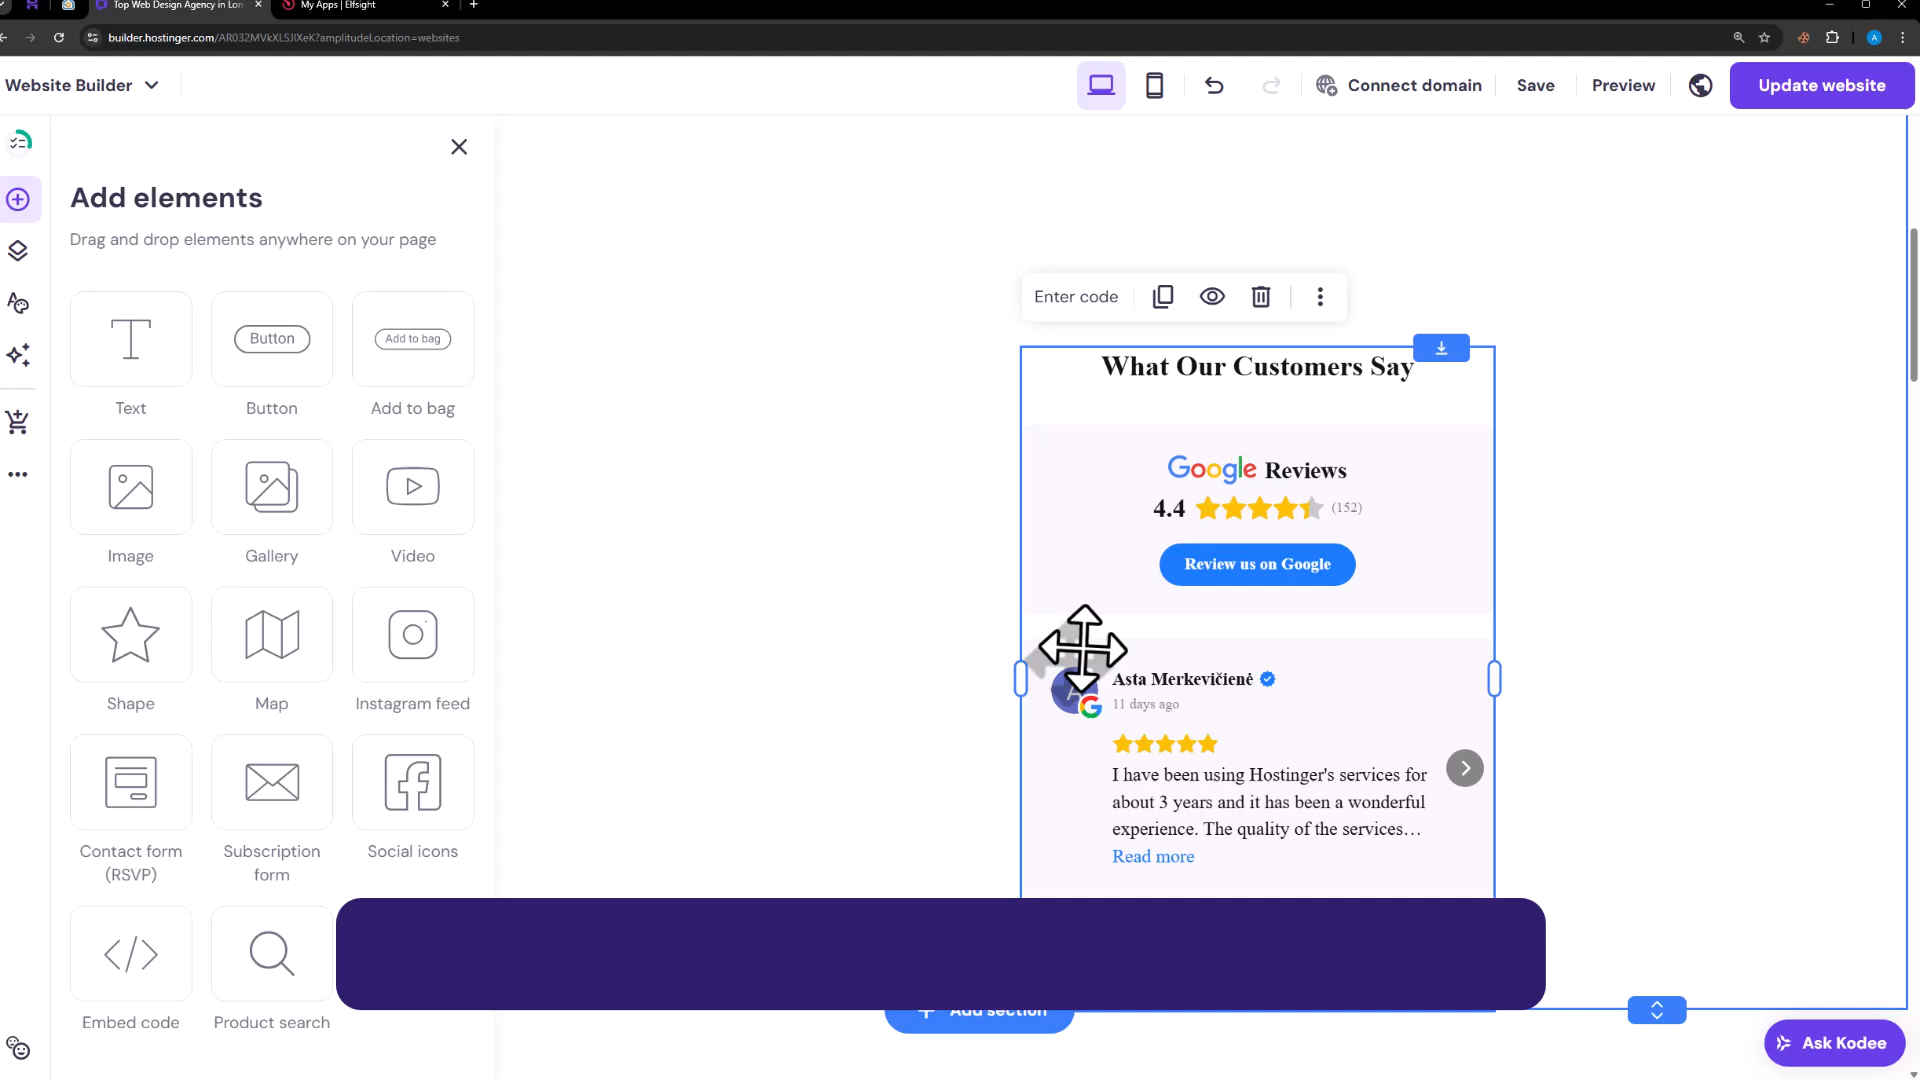 Top Web Design Agency in Lon
My Apps | Elfsight
builder.hostinger.com/AR032MVkXLSJIXeK?amplitudeLocation=websites
A
Website Builder
Connect domain
Save
Preview
Update website
Add elements
Drag and drop elements anywhere on your page
Button
Add to bag
Text
Button
Add to bag
Image
Gallery
Video
Shape
Map
Instagram feed
Contact form
(RSVP)
Subscription
form
Social icons
Embed code
Product search
Enter code
What Our Customers Say
Google Reviews
4.4
(152)
Review us on Google
Asta Merkevičienė
11 days ago
I have been using Hostinger's services for
about 3 years and it has been a wonderful
experience. The quality of the services…
Read more
Add section
Ask Kodee